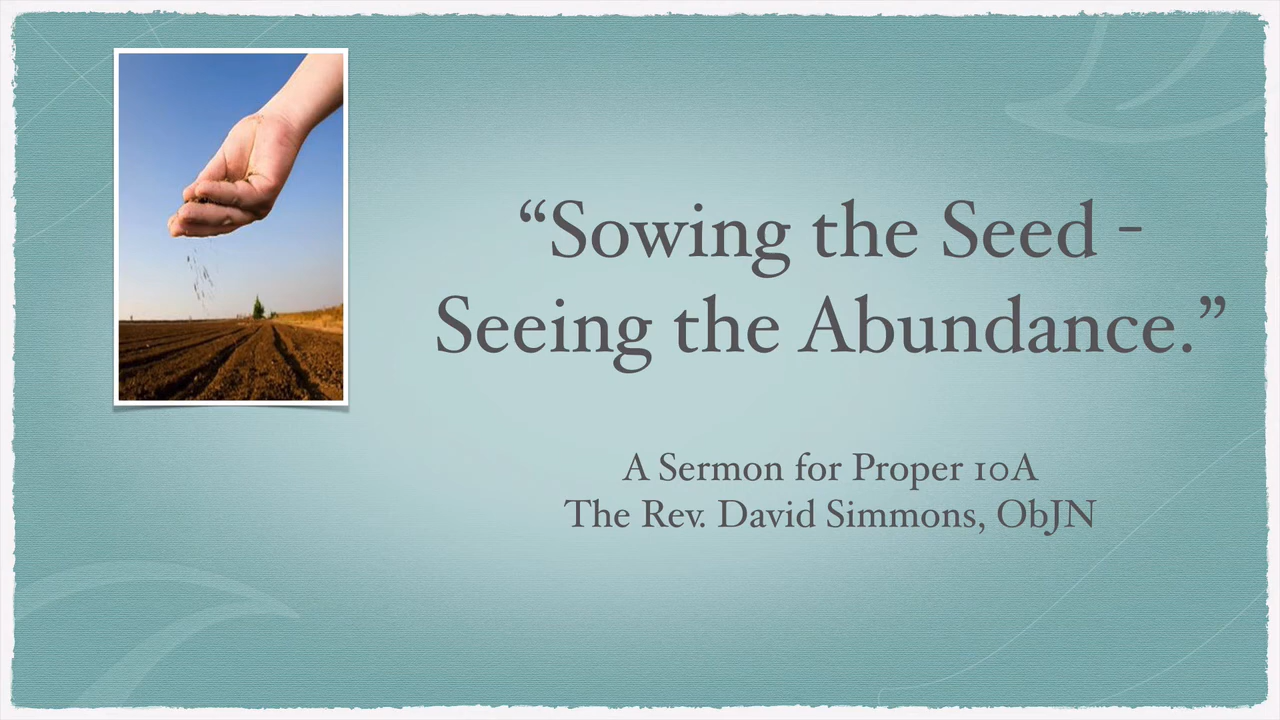 “Sowing the Seed -
Seeing the Abundance.”
A Sermon for Proper 10A
The Rev. David Simmons, ObJN